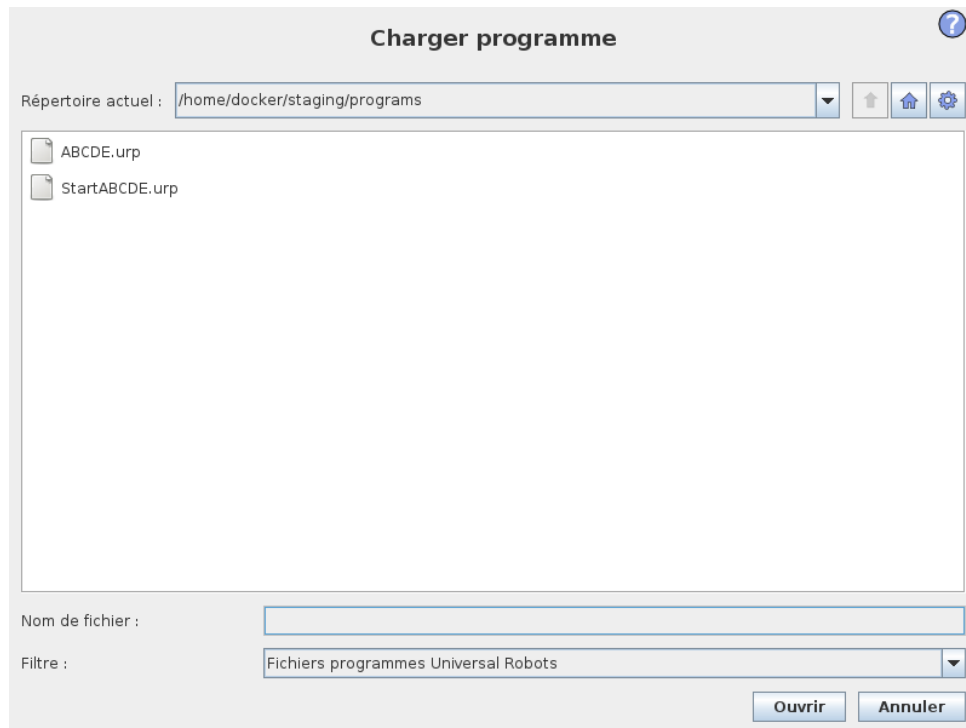 Charger programme
?
Répertoire actuel : /home/docker/staging/programs
ABCDE.urp
StartABCDE.urp
Nom de fichier :
Filtre : Fichiers programmes Universal Robots
Ouvrir Annuler